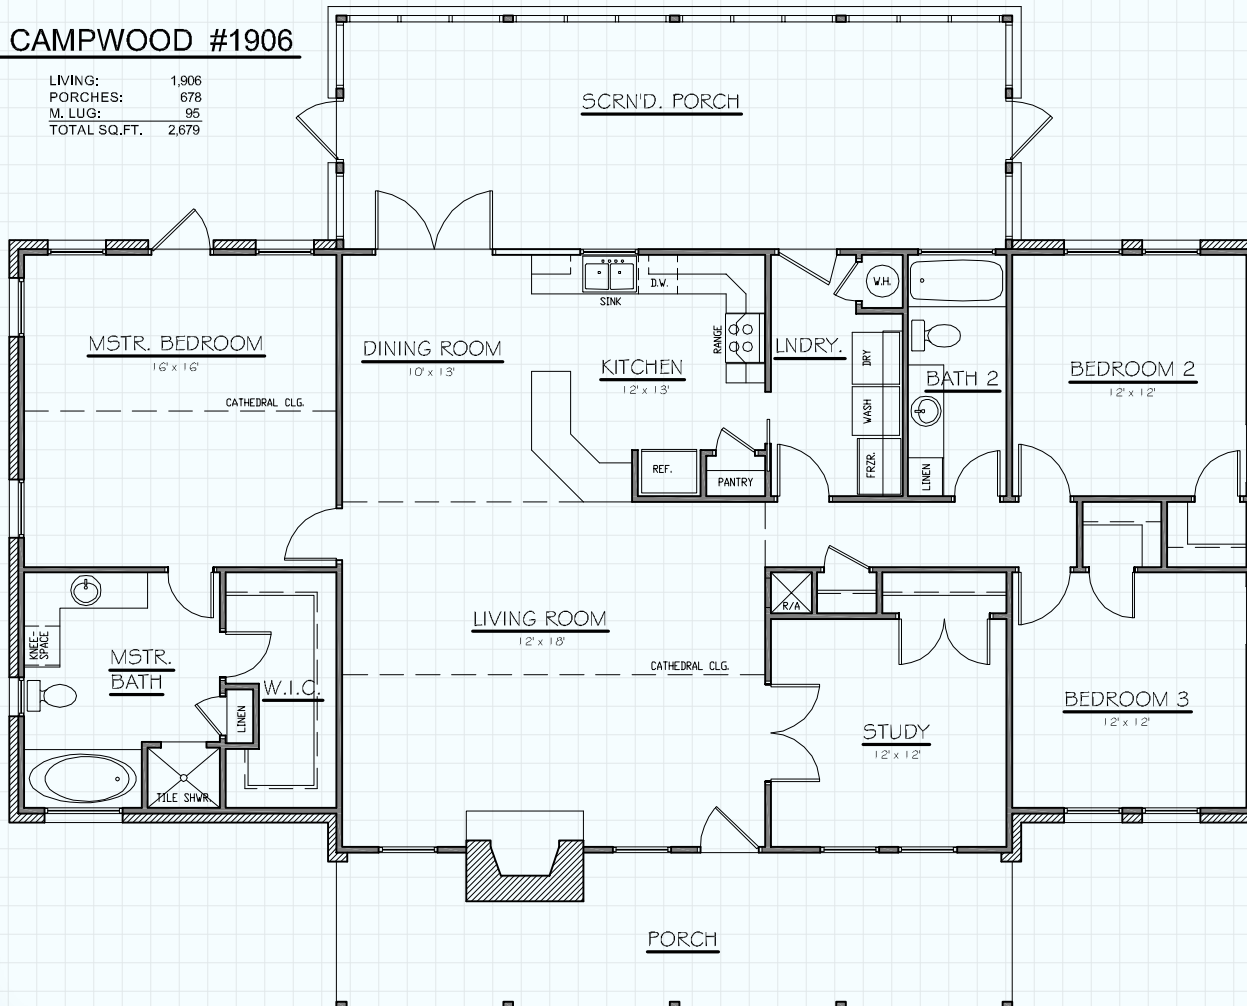 CAMPWOOD #1906
LIVING: 1,906
PORCHES: 678
M. LUG: 95
TOTAL SQ.FT. 2,679
SCRN'D. PORCH
MSTR. BEDROOM
16' x 16'
CATHEDRAL CLG.
DINING ROOM
10' x 13'
SINK
D.W.
RANGE
KITCHEN
12' x 13'
REF.
PANTRY
LNDRY.
W.H.
DRY
WASH
FRZR.
BATH 2
LINEN
BEDROOM 2
12' x 12'
KNEE-
SPACE
MSTR.
BATH
W.I.C.
LINEN
TILE SHWR
LIVING ROOM
12' x 18'
CATHEDRAL CLG.
R/A
STUDY
12' x 12'
BEDROOM 3
12' x 12'
PORCH